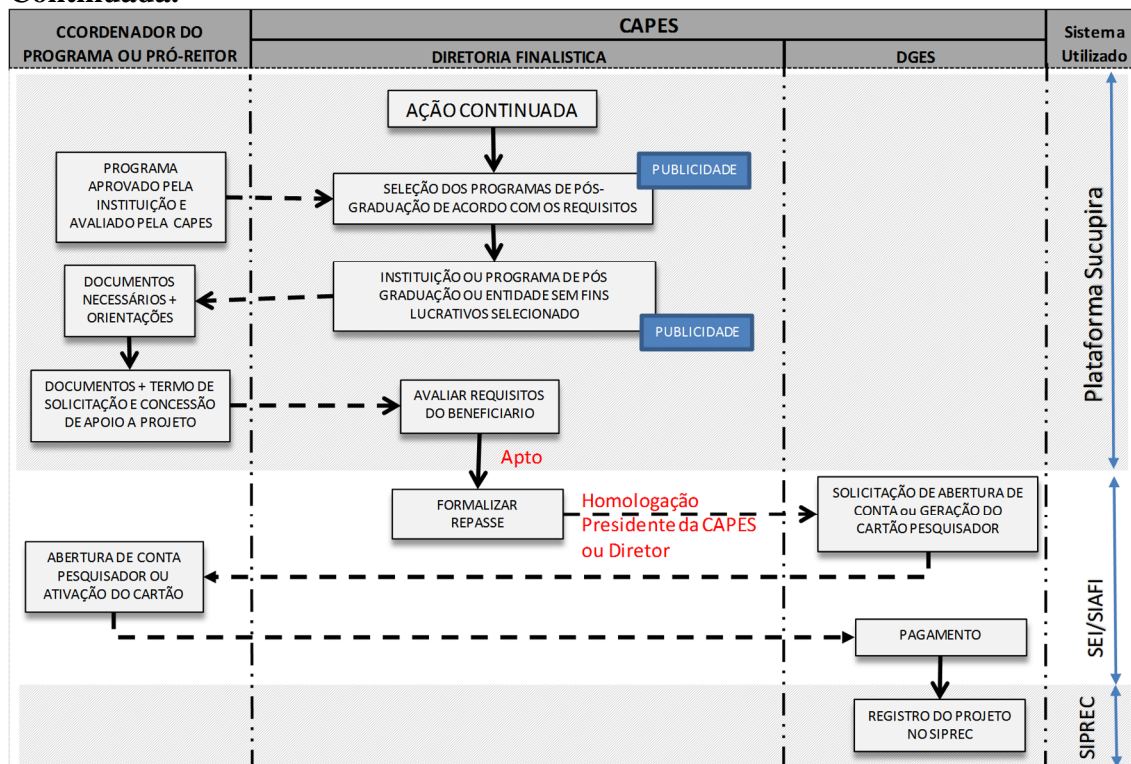 Continuada:
CCORDENADOR DO
PROGRAMA OU PRÓ-REITOR
CAPES
DIRETORIA FINALISTICA
DGES
Sistema
Utilizado
AÇÃO CONTINUADA
PROGRAMA
APROVADO PELA
INSTITUIÇÃO E
AVALIADO PELA CAPES
PUBLICIDADE
SELEÇÃO DOS PROGRAMAS DE PÓS-
GRADUAÇÃO DE ACORDO COM OS REQUISITOS
INSTITUIÇÃO OU PROGRAMA DE PÓS
GRADUAÇÃO OU ENTIDADE SEM FINS
LUCRATIVOS SELECIONADO
PUBLICIDADE
DOCUMENTOS
NECESSÁRIOS +
ORIENTAÇÕES
DOCUMENTOS + TERMO DE
SOLICITAÇÃO E CONCESSÃO
DE APOIO A PROJETO
AVALIAR REQUISITOS
DO BENEFICIARIO
Plataforma Sucupira
Apto
FORMALIZAR
REPASSE
Homologação
Presidente da CAPES
ou Diretor
SOLICITAÇÃO DE ABERTURA DE
CONTA ou GERAÇÃO DO
CARTÃO PESQUISADOR
ABERTURA DE CONTA
PESQUISADOR OU
ATIVAÇÃO DO CARTÃO
PAGAMENTO
SEI/SIAFI
REGISTRO DO PROJETO
NO SIPREC
SIPREC